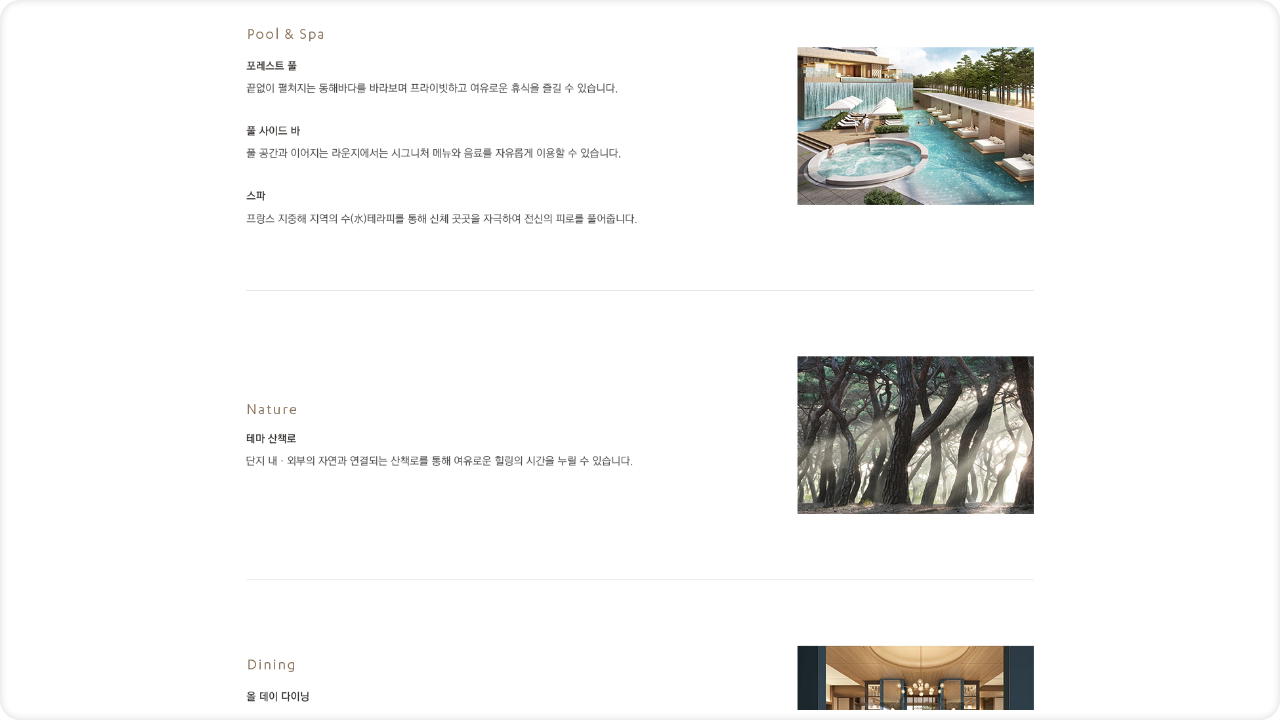 Pool & Spa
포레스트 풀
끝없이 펼쳐지는 동해바다를 바라보며 프라이빗하고 여유로운 휴식을 즐길 수 있습니다.
풀 사이드 바
풀 공간과 이어지는 라운지에서는 시그니처 메뉴와 음료를 자유롭게 이용할 수 있습니다.
스파
프랑스 지중해 지역의 수(水)테라피를 통해 신체 곳곳을 자극하여 전신의 피로를 풀어줍니다.
Nature
테마 산책로
단지 내 · 외부의 자연과 연결되는 산책로를 통해 여유로운 힐링의 시간을 누릴 수 있습니다.
Dining
올 데이 다이닝